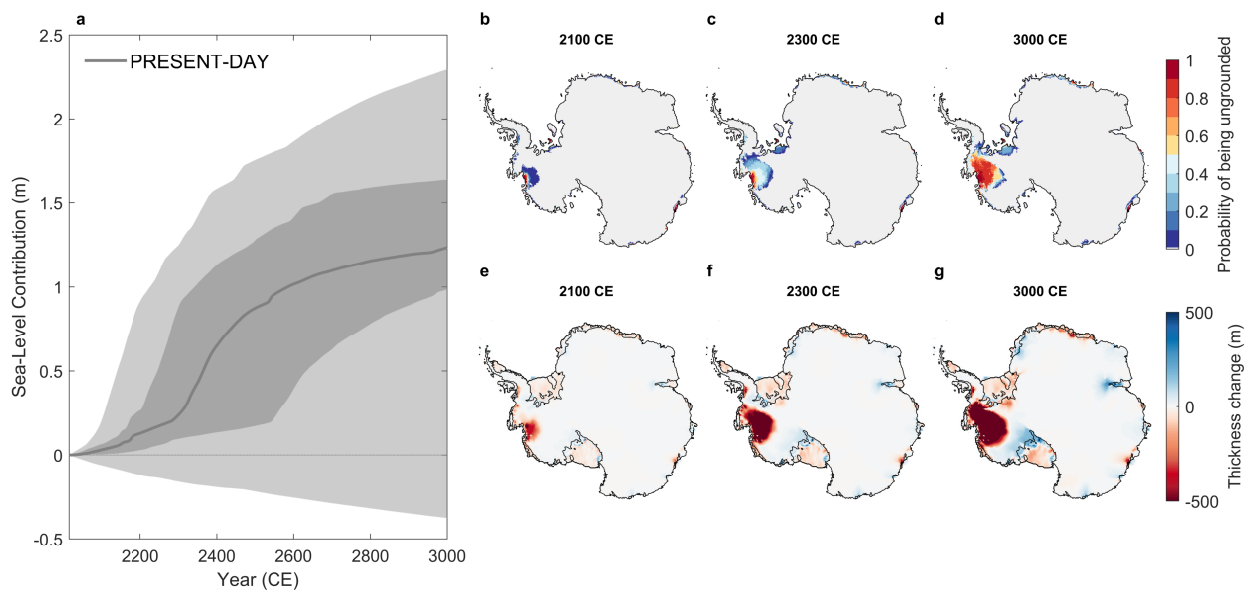 a
2.5
2
1.5
1
0.5
0
-0.5
PRESENT-DAY
Sea-Level Contribution (m)
2200
2400
2600
2800
3000
Year (CE)
b
2100 CE
c
2300 CE
d
3000 CE
1
0.8
0.6
0.4
0.2
0
Probability of being ungrounded
e
2100 CE
f
2300 CE
g
3000 CE
500
0
-500
Thickness change (m)